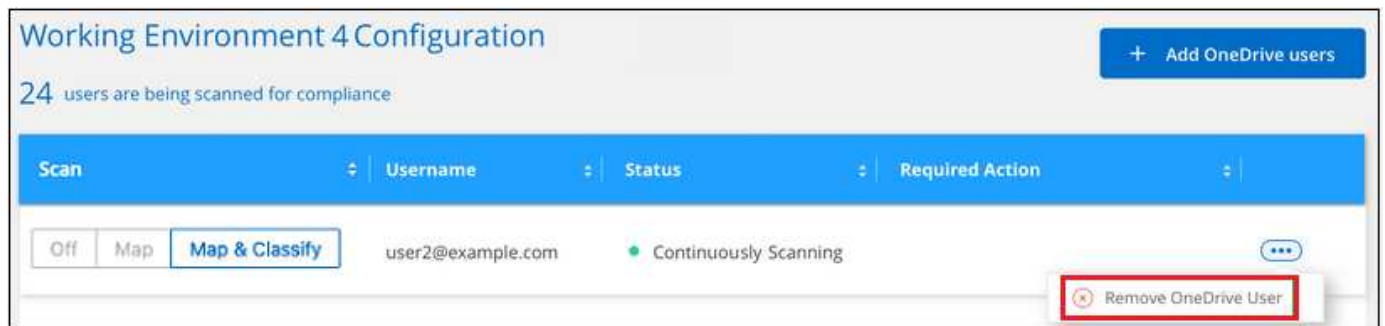 Working Environment 4 Configuration
+ Add OneDrive users
24 users are being scanned for compliance
Scan Username Status Required Action
Off Map Map & Classify user2@example.com Continuously Scanning
Remove OneDrive User